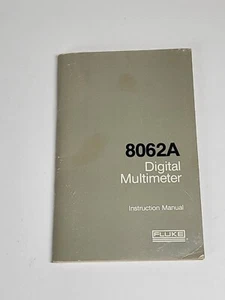 8062A
Digital
Multimeter
Instruction Manual
FLUKE